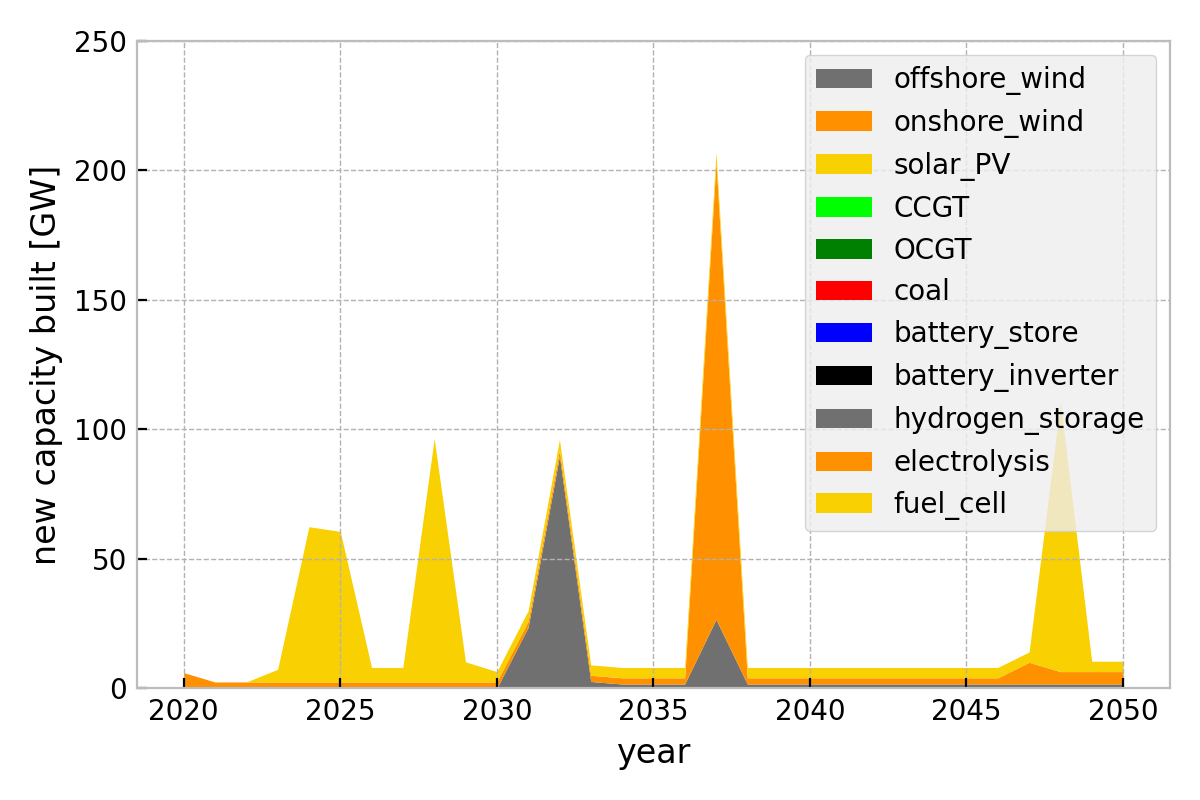 250
200
150
100
50
0
new capacity built [GW]
offshore_wind
onshore_wind
solar_PV
CCGT
OCGT
coal
battery_store
battery_inverter
hydrogen_storage
electrolysis
fuel_cell
2020 2025 2030 2035 2040 2045 2050
year